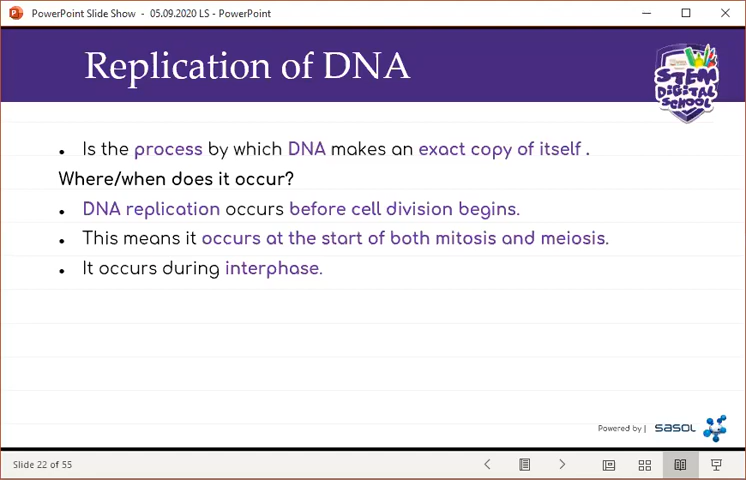 PowerPoint Slide Show - 05.09.2020 LS - PowerPoint
Replication of DNA
STEM
DIGITAL
SCHOOL
• Is the process by which DNA makes an exact copy of itself .
Where/when does it occur?
• DNA replication occurs before cell division begins.
• This means it occurs at the start of both mitosis and meiosis.
• It occurs during interphase.
Powered by | sasol
Slide 22 of 55